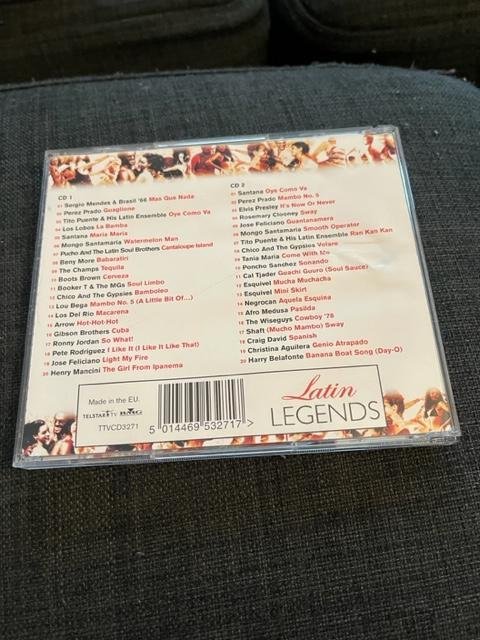 CD 1
01 Sergio Mendes & Brasil '66 Mas Que Nada
02 Perez Prado Guaglione
03 Tito Puente & His Latin Ensemble Oye Como Va
04 Los Lobos La Bamba
05 Santana Maria Maria
06 Mongo Santamaria Watermelon Man
07 Pucho And The Latin Soul Brothers Cantaloupe Island
08 Beny More Babaratiri
09 The Champs Tequila
10 Boots Brown Cerveza
11 Booker T & The MGs Soul Limbo
12 Chico And The Gypsies Bamboleo
13 Lou Bega Mambo No. 5 (A Little Bit Of...)
14 Los Del Rio Macarena
15 Arrow Hot-Hot-Hot
16 Gibson Brothers Cuba
17 Ronny Jordan So What!
18 Pete Rodriguez I Like It (I Like It Like That)
19 Jose Feliciano Light My Fire
20 Henry Mancini The Girl From Ipanema
CD 2
01 Santana Oye Como Va
02 Perez Prado Mambo No. 5
03 Elvis Presley It's Now Or Never
04 Rosemary Clooney Sway
05 Jose Feliciano Guantanamera
06 Mongo Santamaria Smooth Operator
07 Tito Puente & His Latin Ensemble Ran Kan Kan
08 Chico And The Gypsies Volare
09 Tania Maria Come With Me
10 Poncho Sanchez Sonando
11 Cal Tjader Guachi Guuro (Soul Sauce)
12 Esquivel Mucha Muchacha
13 Esquivel Mini Skirt
14 Negrocan Aquela Esquina
15 Afro Medusa Pasilda
16 The Wiseguys Cowboy '78
17 Shaft (Mucho Mambo) Sway
18 Craig David Spanish
19 Christina Aguilera Genio Atrapado
20 Harry Belafonte Banana Boat Song (Day-O)
Made in the EU.
TELSTAR TV BMG
TTVCD3271
5 014469 532717 >
Latin
LEGENDS